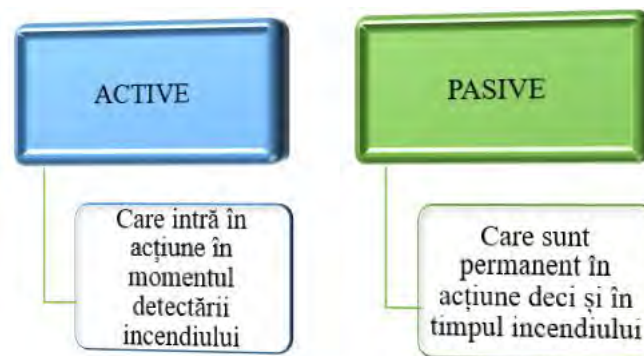 ACTIVE
Care intră în
acțiune în
momentul
detectării
incendiului
PASIVE
Care sunt
permanent în
acțiune deci și în
timpul incendiului